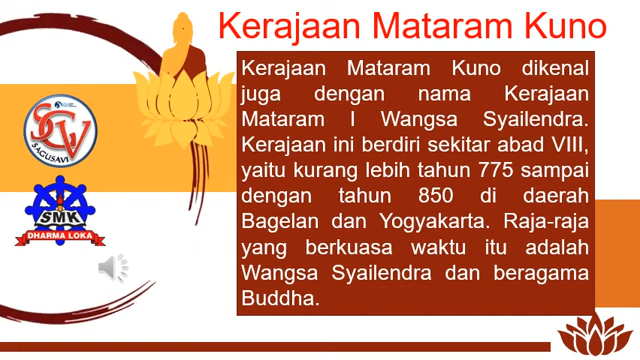 Kerajaan Mataram Kuno
Kerajaan Mataram Kuno dikenal
juga dengan nama Kerajaan
Mataram I Wangsa Syailendra.
Kerajaan ini berdiri sekitar abad VIII,
yaitu kurang lebih tahun 775 sampai
dengan tahun 850 di daerah
Bagelan dan Yogyakarta. Raja-raja
yang berkuasa waktu itu adalah
Wangsa Syailendra dan beragama
Buddha.
SGV
SAGUSAVI
SMK
DHARMA LOKA